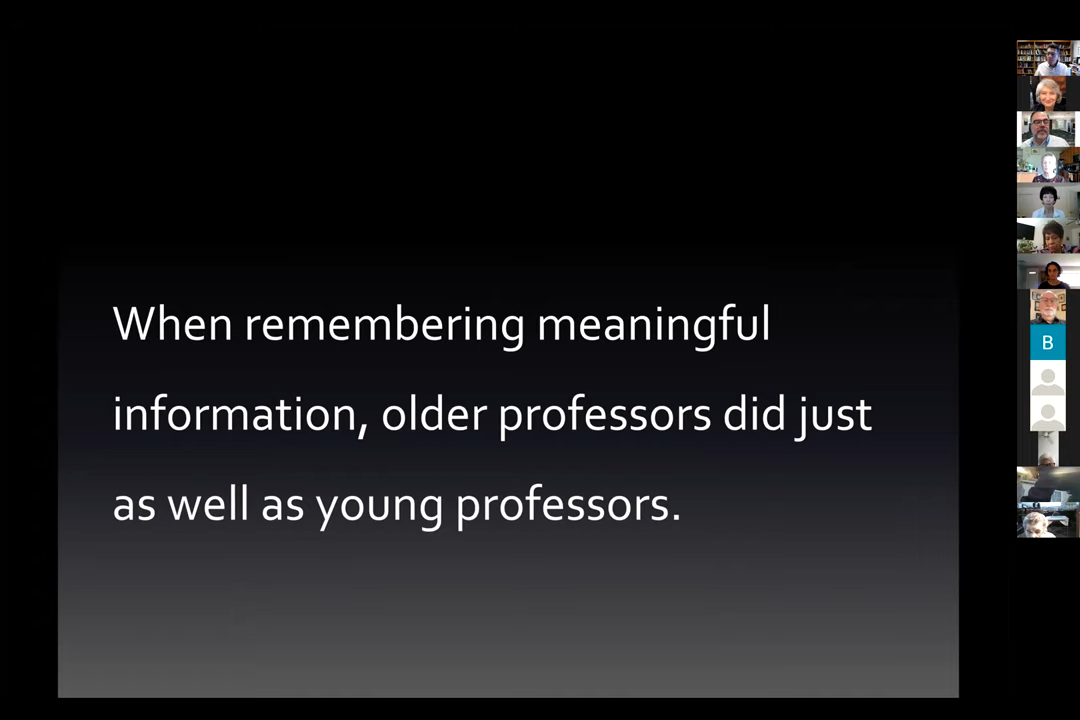 When remembering meaningful
information, older professors did just
as well as young professors.
B